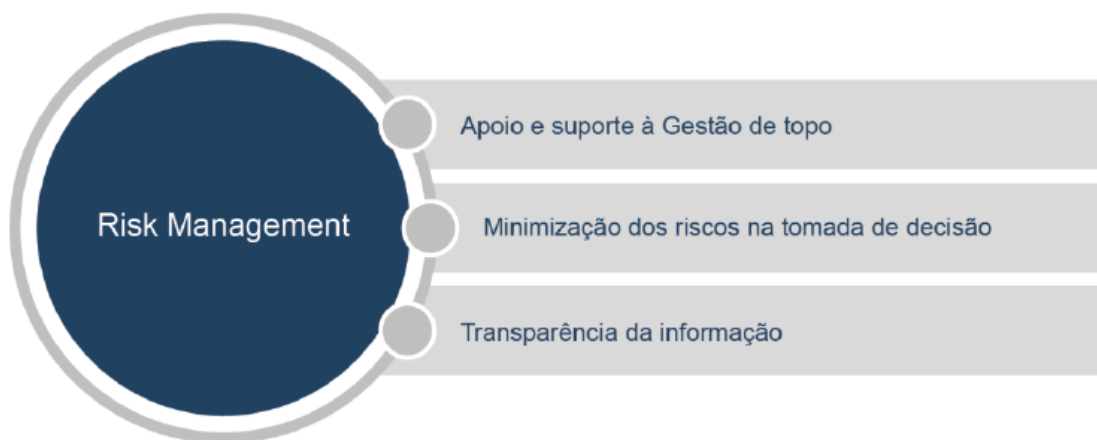 Risk Management
Apoio e suporte à Gestão de topo
Minimização dos riscos na tomada de decisão
Transparência da informação